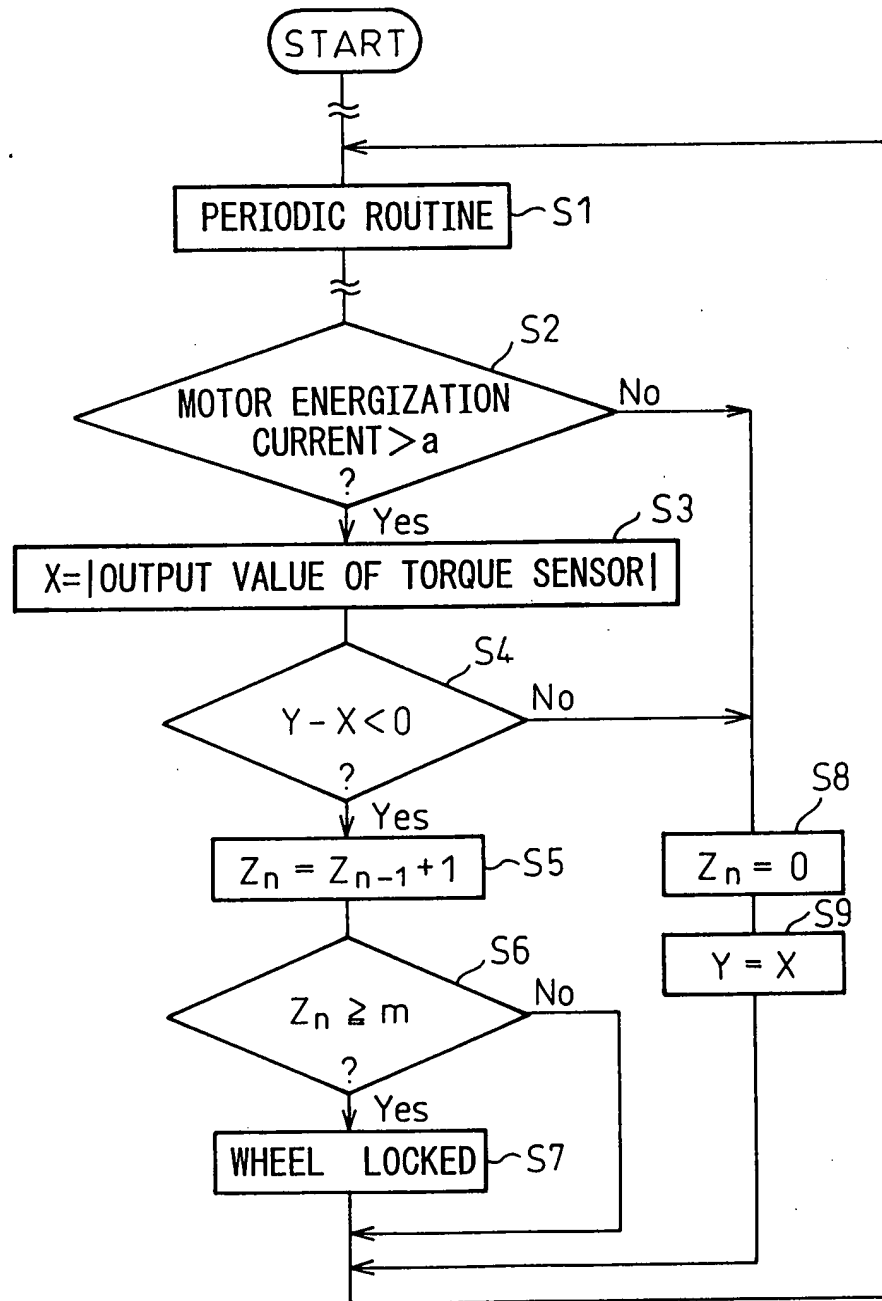 START
PERIODIC ROUTINE
S1
S2
MOTOR ENERGIZATION
CURRENT>a
?
No
Yes
S3
X=|OUTPUT VALUE OF TORQUE SENSOR|
S4
Y-X<0
?
No
Yes
Zn = Zn-1+1
S5
S8
Zn = 0
S9
Y = X
S6
Zn ≧ m
?
No
Yes
WHEEL LOCKED
S7